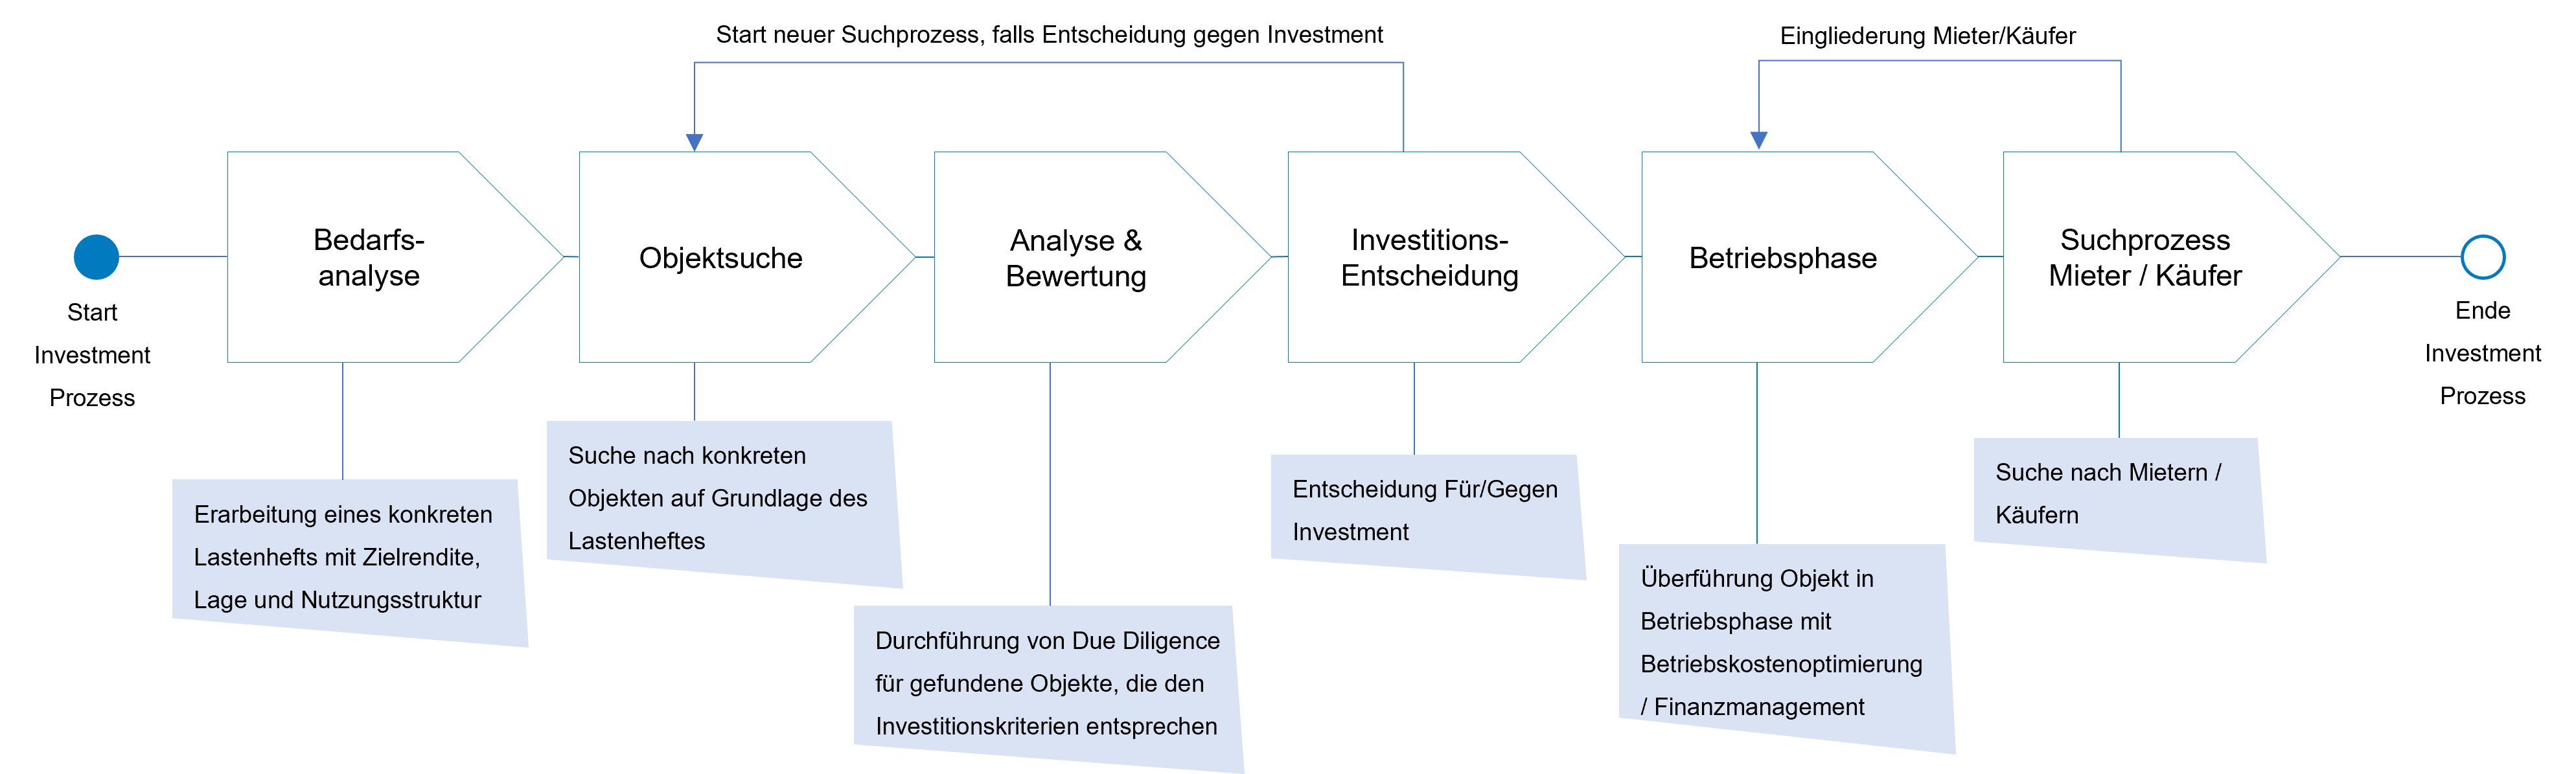 Start neuer Suchprozess, falls Entscheidung gegen Investment
Eingliederung Mieter/Käufer
Start
Investment
Prozess
Bedarfs-
analyse
Objektsuche
Analyse &
Bewertung
Investitions-
Entscheidung
Betriebsphase
Suchprozess
Mieter / Käufer
Ende
Investment
Prozess
Erarbeitung eines konkreten
Lastenhefts mit Zielrendite,
Lage und Nutzungsstruktur
Suche nach konkreten
Objekten auf Grundlage des
Lastenheftes
Durchführung von Due Diligence
für gefundene Objekte, die den
Investitionskriterien entsprechen
Entscheidung Für/Gegen
Investment
Überführung Objekt in
Betriebsphase mit
Betriebskostenoptimierung
/ Finanzmanagement
Suche nach Mietern /
Käufern